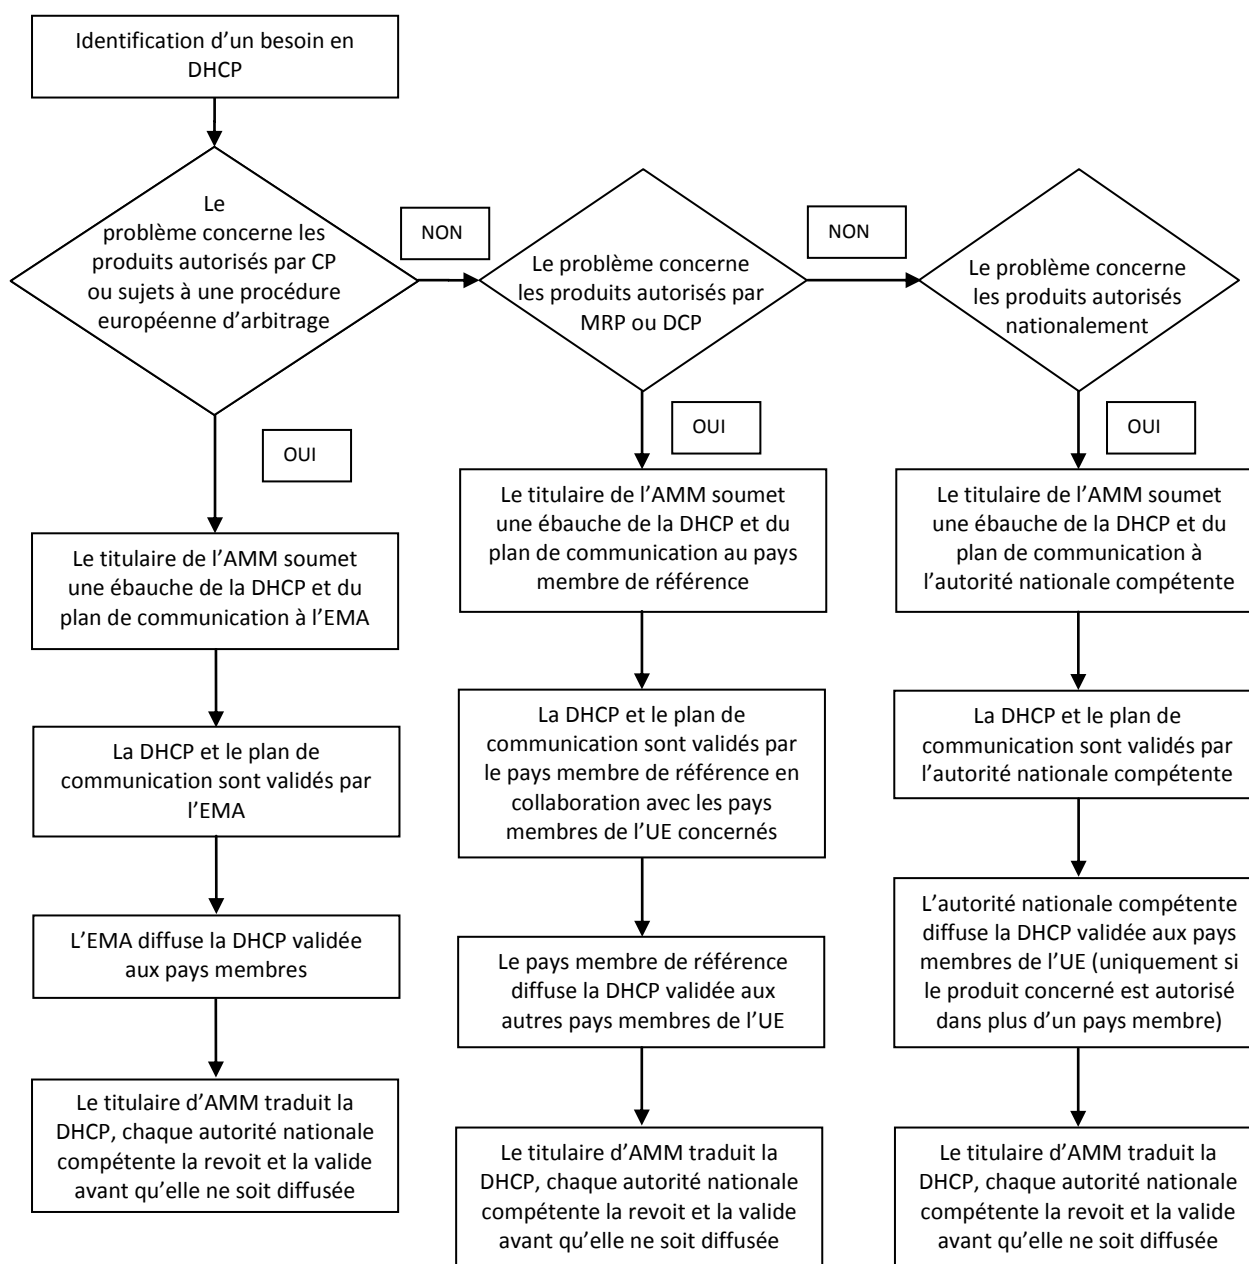 Identification d’un besoin en
DHCP
Le
problème concerne les
produits autorisés par CP
ou sujets à une procédure
européenne d’arbitrage
NON
Le problème concerne
les produits autorisés par
MRP ou DCP
NON
Le problème concerne
les produits autorisés
nationalement
OUI
Le titulaire de l’AMM soumet
une ébauche de la DHCP et du
plan de communication à l’EMA
La DHCP et le plan de
communication sont validés par
l’EMA
L’EMA diffuse la DHCP validée
aux pays membres
Le titulaire d’AMM traduit la
DHCP, chaque autorité nationale
compétente la revoit et la valide
avant qu’elle ne soit diffusée
OUI
Le titulaire de l’AMM soumet
une ébauche de la DHCP et du
plan de communication au pays
membre de référence
La DHCP et le plan de
communication sont validés par
le pays membre de référence en
collaboration avec les pays
membres de l’UE concernés
Le pays membre de référence
diffuse la DHCP validée aux
autres pays membres de l’UE
Le titulaire d’AMM traduit la
DHCP, chaque autorité nationale
compétente la revoit et la valide
avant qu’elle ne soit diffusée
OUI
Le titulaire de l’AMM soumet
une ébauche de la DHCP et du
plan de communication à
l’autorité nationale compétente
La DHCP et le plan de
communication sont validés par
l’autorité nationale compétente
L’autorité nationale compétente
diffuse la DHCP validée aux pays
membres de l’UE (uniquement si
le produit concerné est autorisé
dans plus d’un pays membre)
Le titulaire d’AMM traduit la
DHCP, chaque autorité nationale
compétente la revoit et la valide
avant qu’elle ne soit diffusée